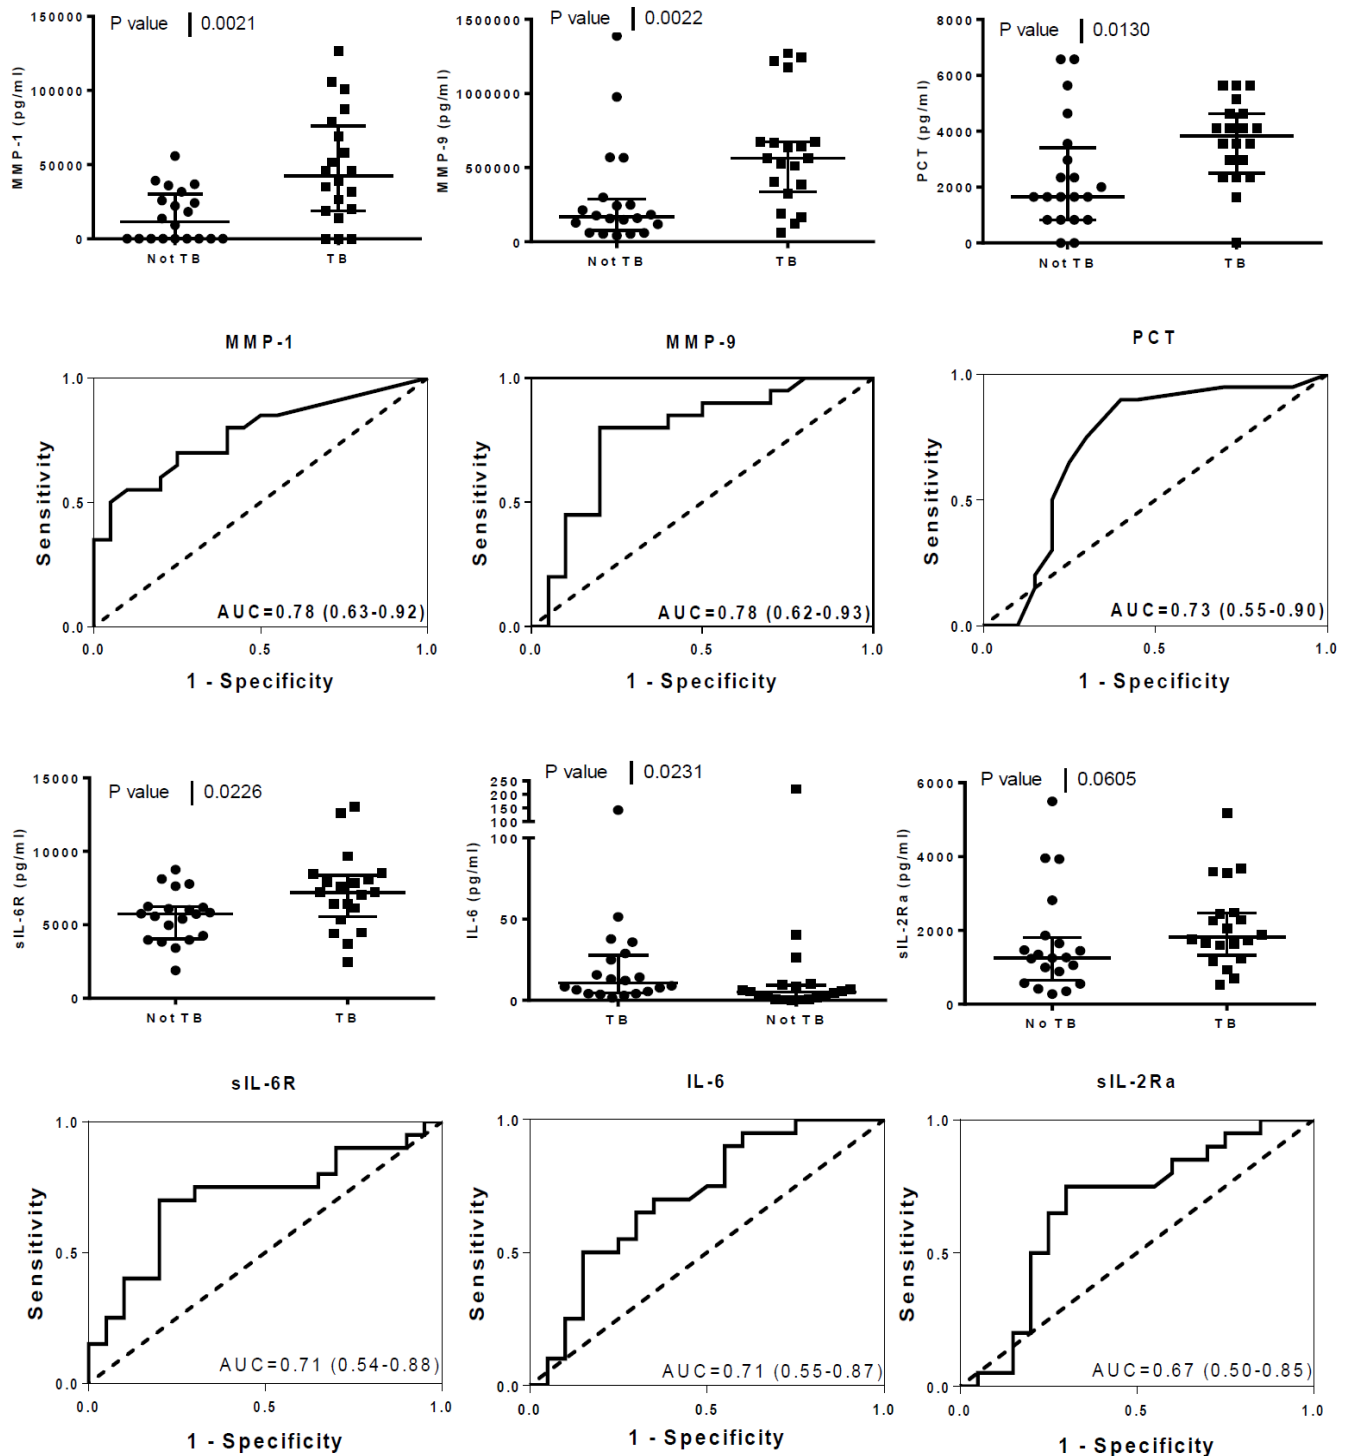 P value | 0.0021
MMP-1 (pg/ml)
150000
100000
50000
0
Not TB
TB
P value | 0.0022
MMP-9 (pg/ml)
1500000
1000000
500000
0
Not TB
TB
P value | 0.0130
PCT (pg/ml)
8000
6000
4000
2000
0
Not TB
TB
MMP-1
Sensitivity
1.0
0.5
0.0
AUC=0.78 (0.63-0.92)
0.0 0.5 1.0
1 - Specificity
MMP-9
Sensitivity
1.0
0.5
0.0
AUC=0.78 (0.62-0.93)
0.0 0.5 1.0
1 - Specificity
PCT
Sensitivity
1.0
0.5
0.0
AUC=0.73 (0.55-0.90)
0.0 0.5 1.0
1 - Specificity
P value | 0.0226
sIL-6R (pg/ml)
15000
10000
5000
0
Not TB
TB
P value | 0.0231
IL-6 (pg/ml)
250
200
150
100
100
50
0
TB
Not TB
P value | 0.0605
sIL-2Ra (pg/ml)
6000
4000
2000
0
No TB
TB
sIL-6R
Sensitivity
1.0
0.5
0.0
AUC=0.71 (0.54-0.88)
0.0 0.5 1.0
1 - Specificity
IL-6
Sensitivity
1.0
0.5
0.0
AUC=0.71 (0.55-0.87)
0.0 0.5 1.0
1 - Specificity
sIL-2Ra
Sensitivity
1.0
0.5
0.0
AUC=0.67 (0.50-0.85)
0.0 0.5 1.0
1 - Specificity